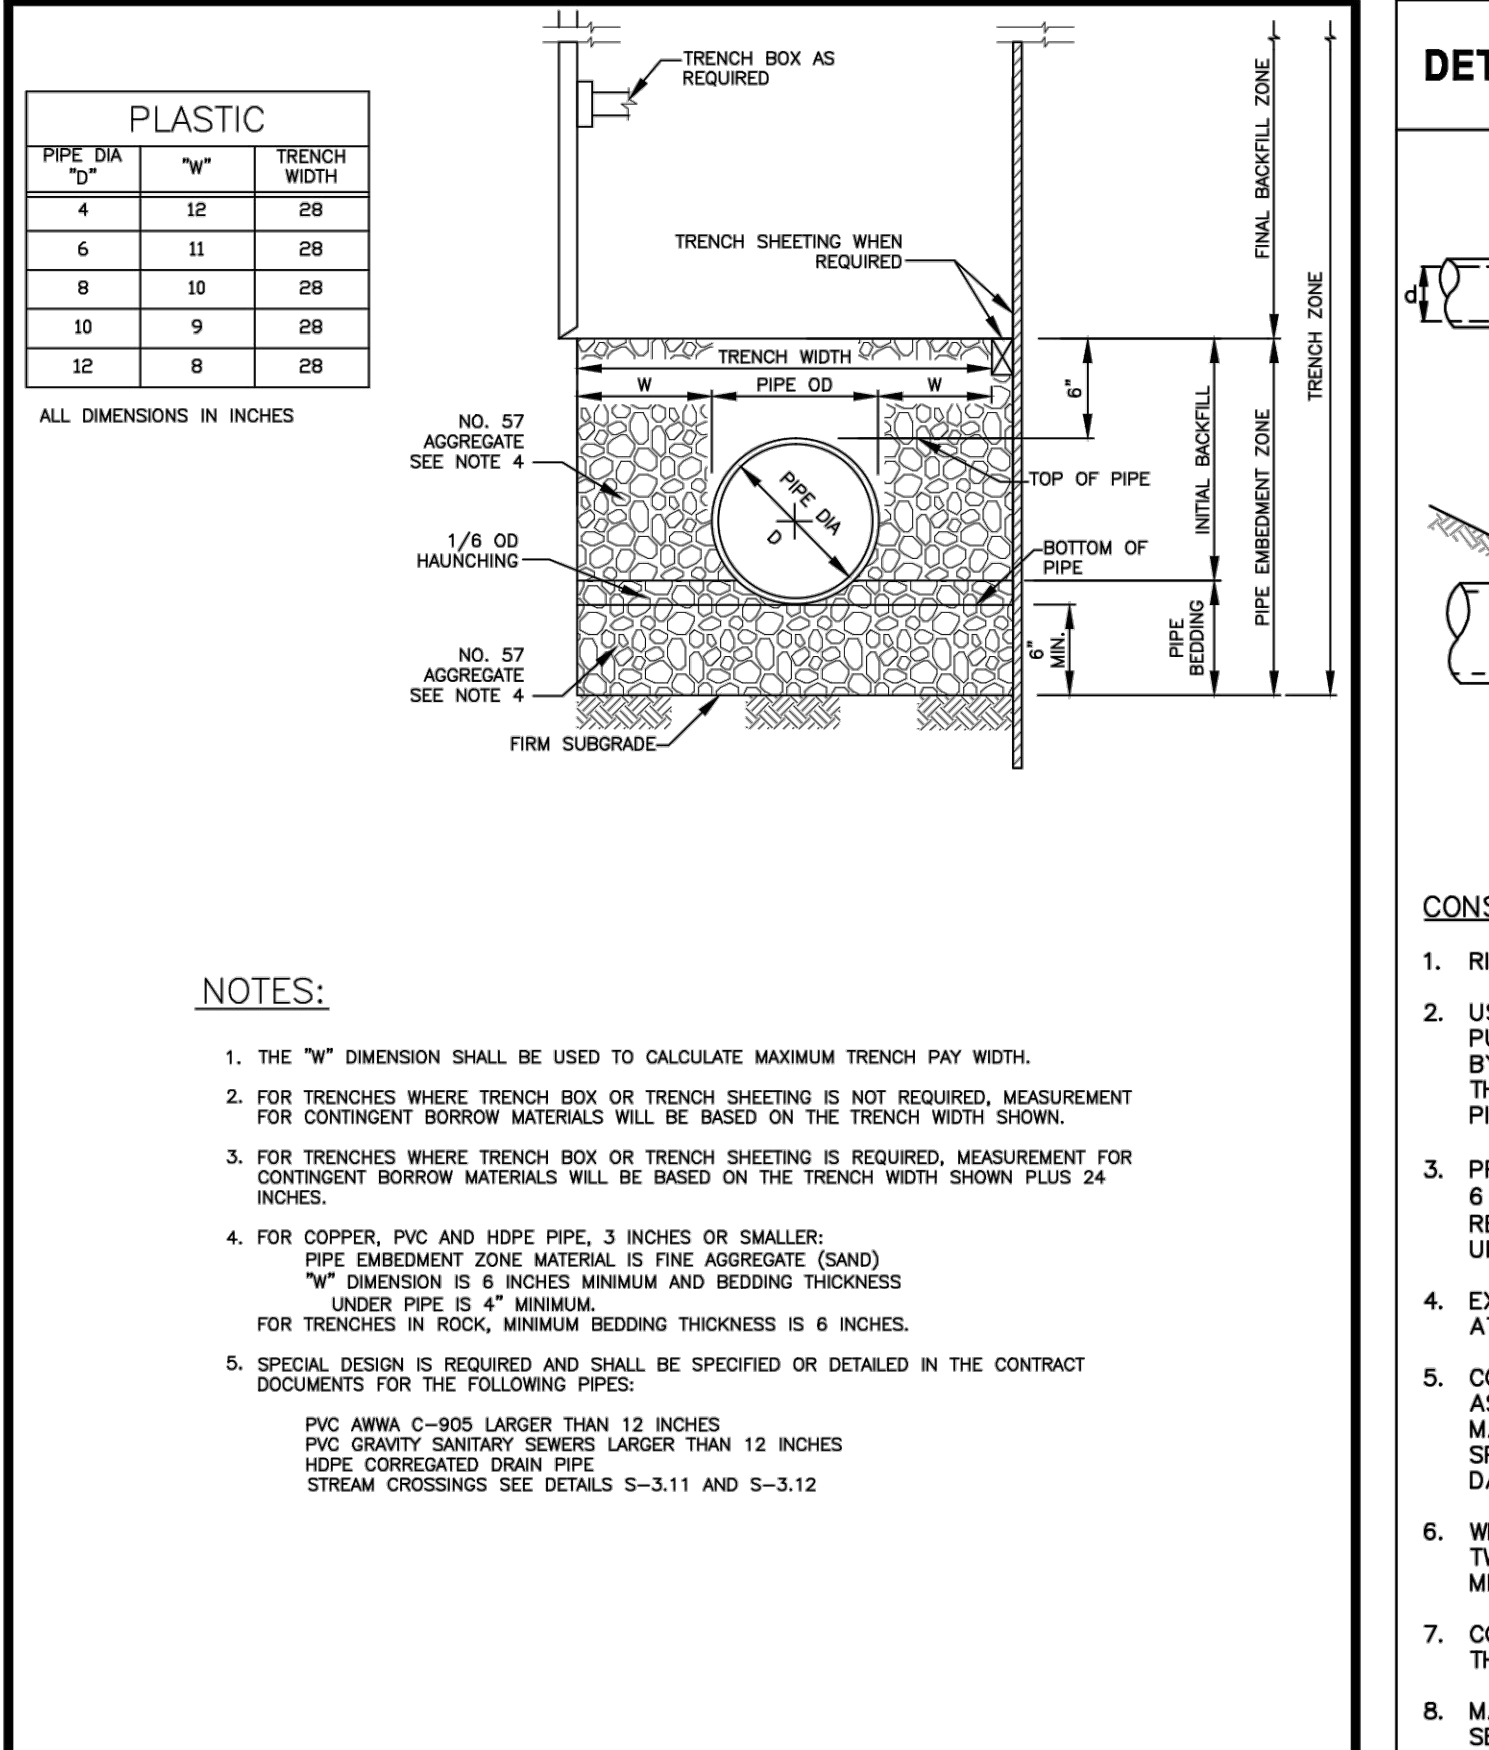 PLASTIC
PIPE DIA "D" "W" TRENCH WIDTH
4 12 28
6 11 28
8 10 28
10 9 28
12 8 28
ALL DIMENSIONS IN INCHES
TRENCH BOX AS
REQUIRED
TRENCH SHEETING WHEN
REQUIRED
TRENCH WIDTH
W PIPE OD W
NO. 57
AGGREGATE
SEE NOTE 4
PIPE DIA
D
1/6 OD
HAUNCHING
NO. 57
AGGREGATE
SEE NOTE 4
FIRM SUBGRADE
TOP OF PIPE
BOTTOM OF
PIPE
6"
6"
MIN.
INITIAL BACKFILL
PIPE
BEDDING
FINAL BACKFILL ZONE
PIPE EMBEDMENT ZONE
TRENCH ZONE
NOTES:
1. THE "W" DIMENSION SHALL BE USED TO CALCULATE MAXIMUM TRENCH PAY WIDTH.
2. FOR TRENCHES WHERE TRENCH BOX OR TRENCH SHEETING IS NOT REQUIRED, MEASUREMENT
FOR CONTINGENT BORROW MATERIALS WILL BE BASED ON THE TRENCH WIDTH SHOWN.
3. FOR TRENCHES WHERE TRENCH BOX OR TRENCH SHEETING IS REQUIRED, MEASUREMENT FOR
CONTINGENT BORROW MATERIALS WILL BE BASED ON THE TRENCH WIDTH SHOWN PLUS 24
INCHES.
4. FOR COPPER, PVC AND HDPE PIPE, 3 INCHES OR SMALLER:
PIPE EMBEDMENT ZONE MATERIAL IS FINE AGGREGATE (SAND)
"W" DIMENSION IS 6 INCHES MINIMUM AND BEDDING THICKNESS
UNDER PIPE IS 4" MINIMUM.
FOR TRENCHES IN ROCK, MINIMUM BEDDING THICKNESS IS 6 INCHES.
5. SPECIAL DESIGN IS REQUIRED AND SHALL BE SPECIFIED OR DETAILED IN THE CONTRACT
DOCUMENTS FOR THE FOLLOWING PIPES:
PVC AWWA C-905 LARGER THAN 12 INCHES
PVC GRAVITY SANITARY SEWERS LARGER THAN 12 INCHES
HDPE CORREGATED DRAIN PIPE
STREAM CROSSINGS SEE DETAILS S-3.11 AND S-3.12
d
1.
2.
3.
6
4.
5.
6.
7.
8.